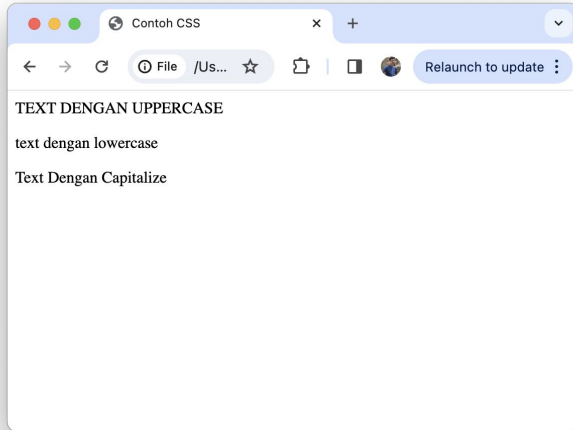 Contoh CSS
File /Us... Relaunch to update
TEXT DENGAN UPPERCASE
text dengan lowercase
Text Dengan Capitalize